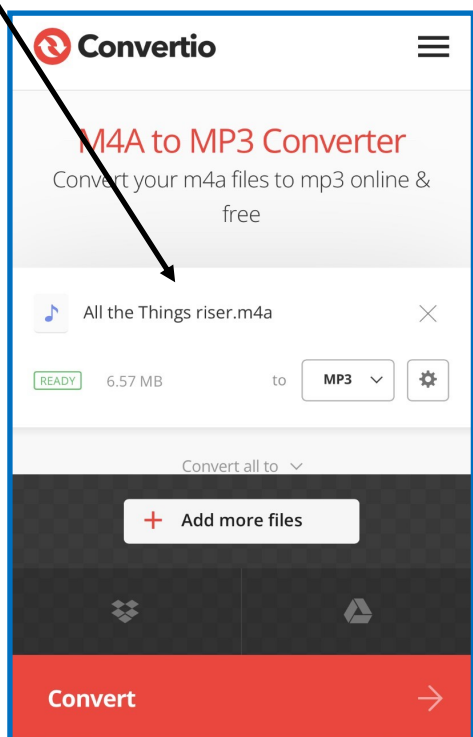 Convertio
M4A to MP3 Converter
Convert your m4a files to mp3 online &
free
All the Things riser.m4a
READY 6.57 MB to MP3
Convert all to
+ Add more files
Convert